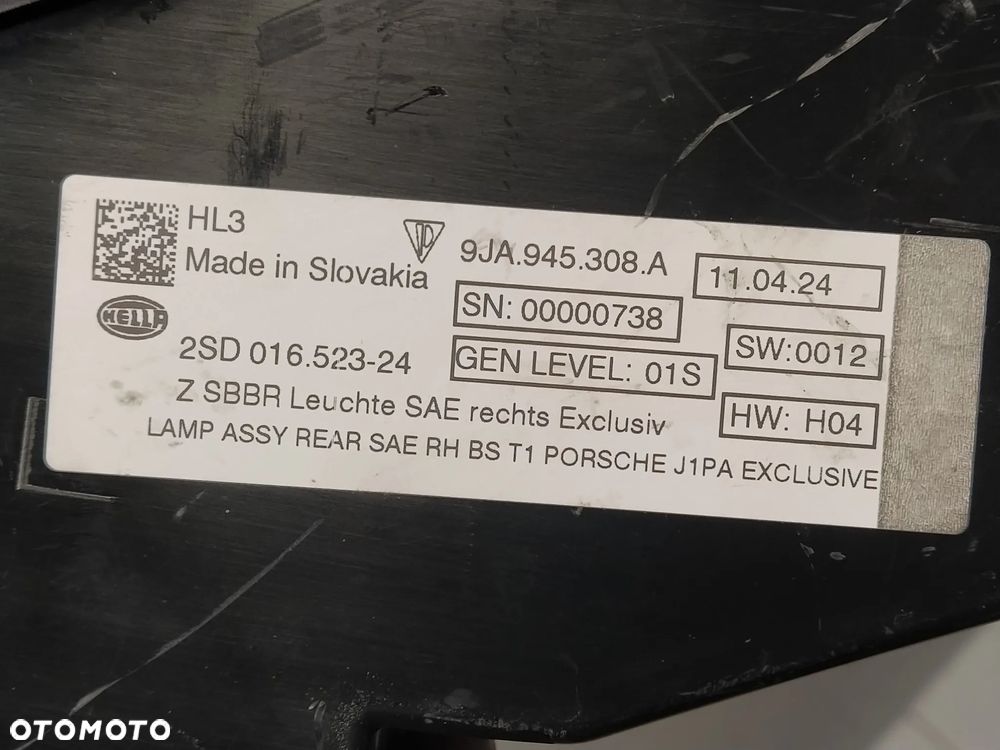 HL3
Made in Slovakia
9JA.945.308.A
11.04.24
HELLA
SN: 00000738
SW:0012
2SD 016.523-24
GEN LEVEL: 01S
HW: H04
Z SBBR Leuchte SAE rechts Exclusiv
LAMP ASSY REAR SAE RH BS T1 PORSCHE J1PA EXCLUSIVE
OTOMOTO